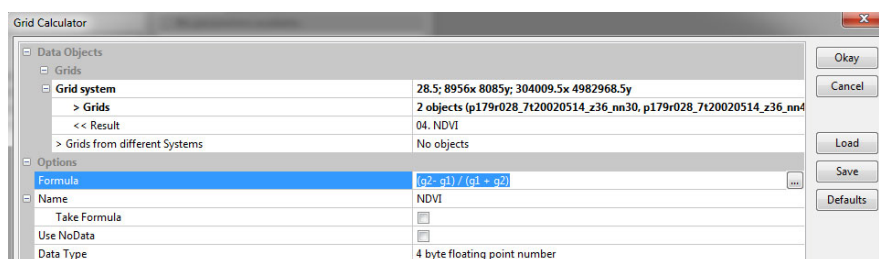 Grid Calculator
Data Objects
Grids
Grid system 28.5; 8956x 8085y; 304009.5x 4982968.5y
> Grids 2 objects (p179r028_7t20020514_z36_nn30, p179r028_7t20020514_z36_nn4
<< Result 04. NDVI
> Grids from different Systems No objects
Options
Formula (g2- g1) / (g1 + g2) ...
Name NDVI
Take Formula
Use NoData
Data Type 4 byte floating point number
Okay
Cancel
Load
Save
Defaults